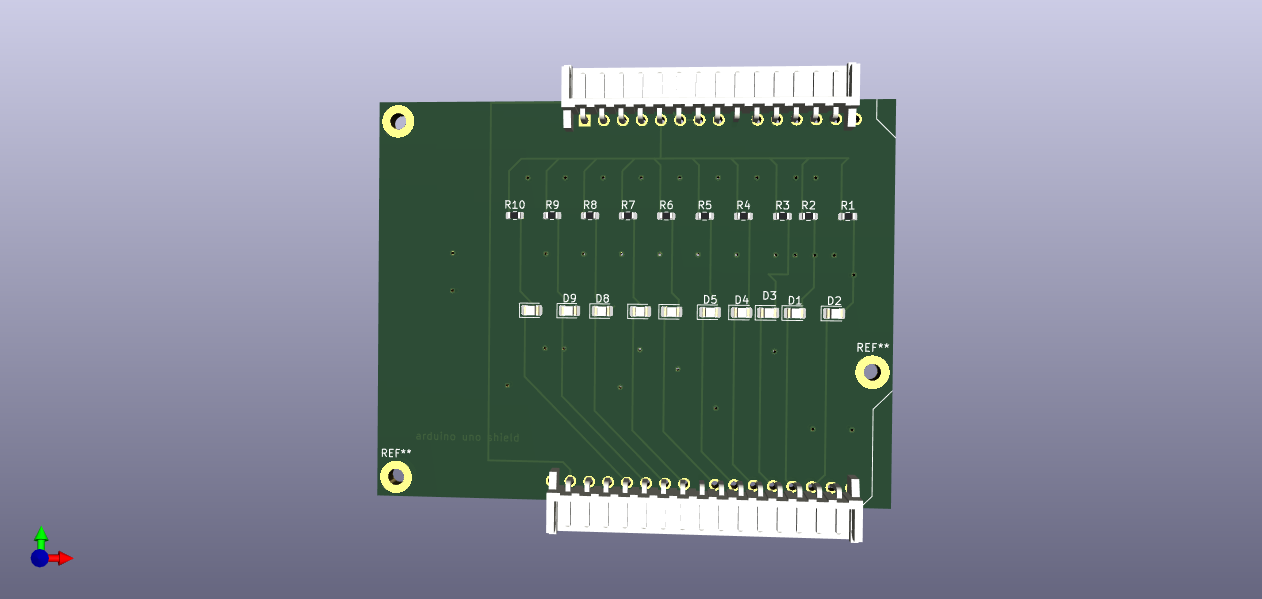 R10 R9 R8 R7 R6 R5 R4 R3 R2 R1
D9 D8 D5 D4 D3 D1 D2
REF**
arduino uno shield
REF**